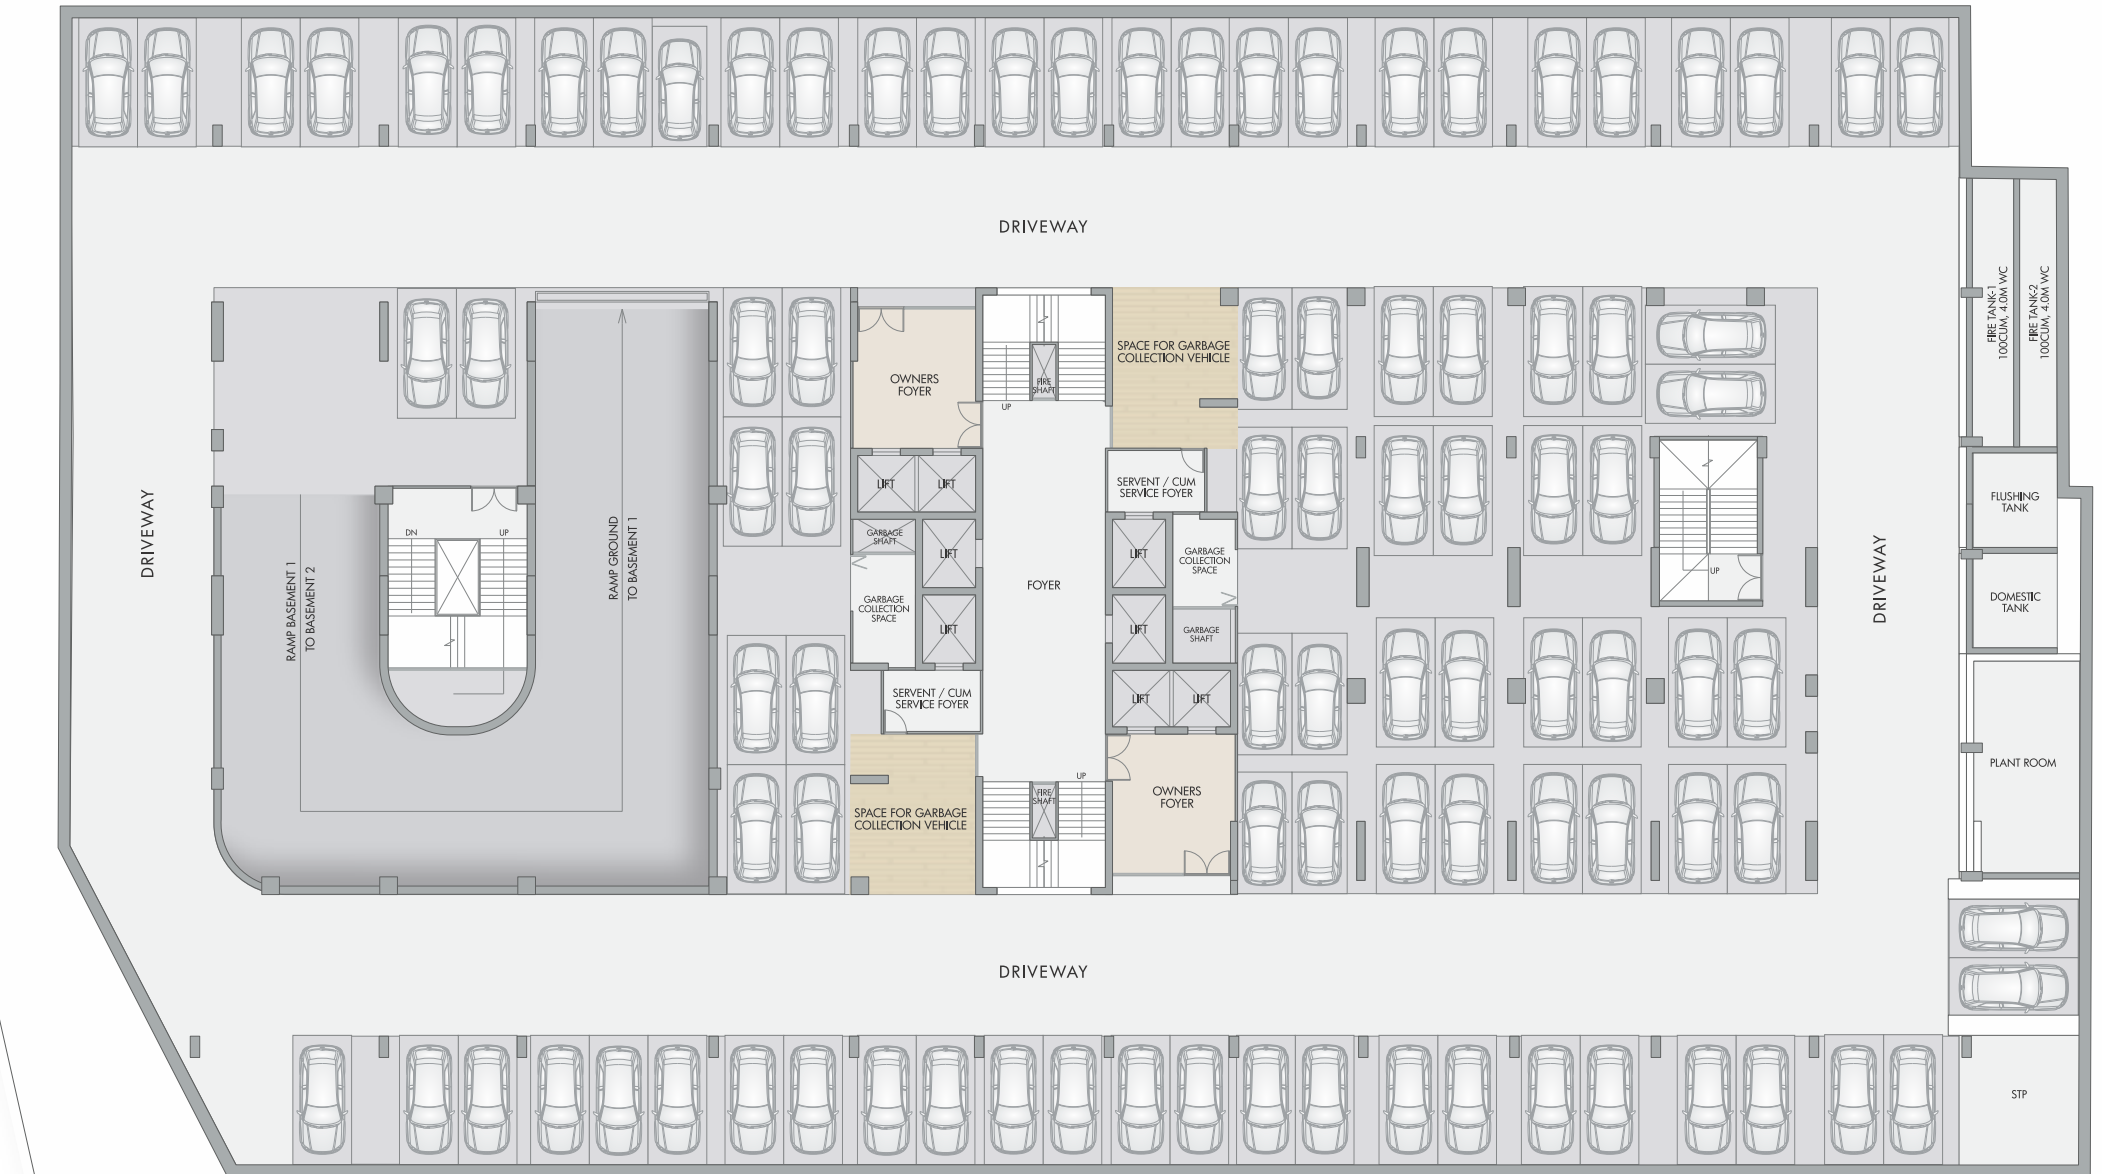 DRIVEWAY
FIRE TANK-1
100CUM, 4.0M WC
FIRE TANK-2
100CUM, 4.0M WC
SPACE FOR GARBAGE
COLLECTION VEHICLE
OWNERS
FOYER
FIRE
SHAFT
UP
LIFT
LIFT
SERVENT / CUM
SERVICE FOYER
FLUSHING
TANK
DRIVEWAY
DN
UP
RAMP GROUND
TO BASEMENT 1
GARBAGE
SHAFT
LIFT
LIFT
GARBAGE
COLLECTION
SPACE
UP
DRIVEWAY
RAMP BASEMENT 1
TO BASEMENT 2
FOYER
GARBAGE
COLLECTION
SPACE
LIFT
LIFT
GARBAGE
SHAFT
DOMESTIC
TANK
SERVENT / CUM
SERVICE FOYER
LIFT
LIFT
PLANT ROOM
UP
FIRE
SHAFT
OWNERS
FOYER
SPACE FOR GARBAGE
COLLECTION VEHICLE
DRIVEWAY
STP